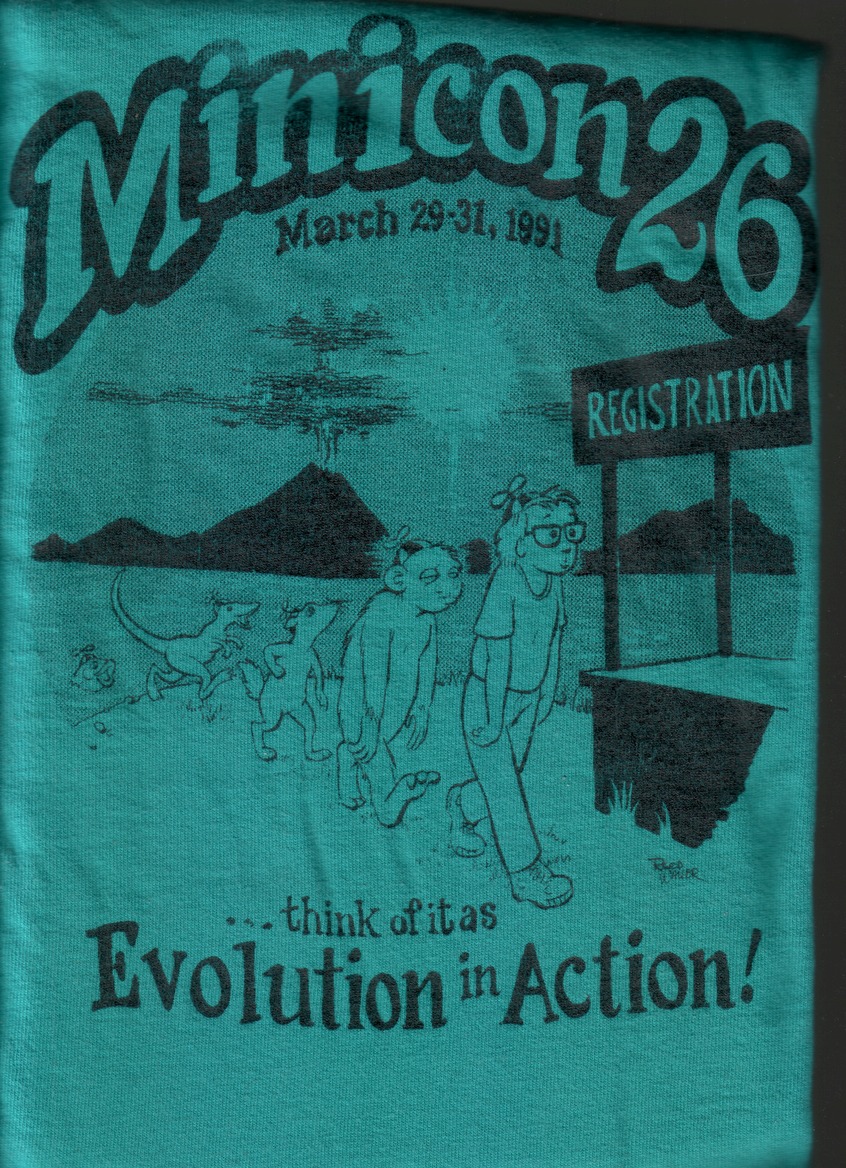 Minicon 26
March 29-31, 1991
REGISTRATION
...think of it as
Evolution in Action!